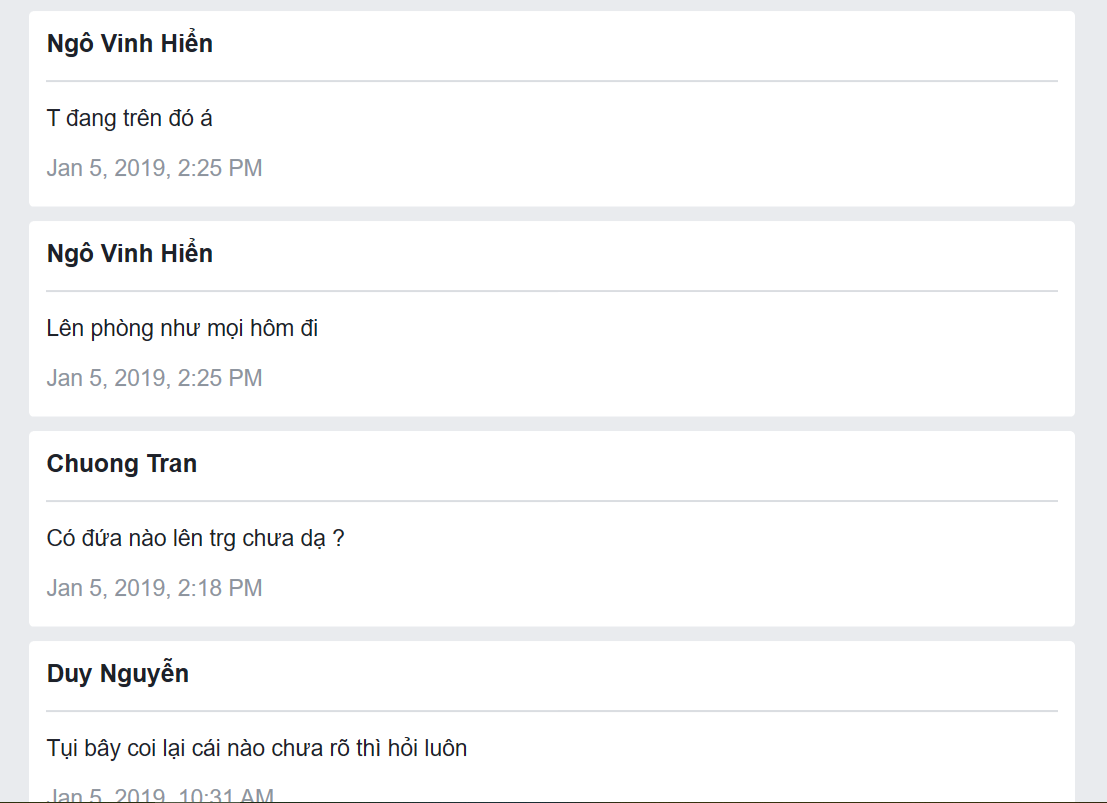 Ngô Vinh Hiển
T đang trên đó á
Jan 5, 2019, 2:25 PM
Ngô Vinh Hiển
Lên phòng như mọi hôm đi
Jan 5, 2019, 2:25 PM
Chuong Tran
Có đứa nào lên trg chưa dạ ?
Jan 5, 2019, 2:18 PM
Duy Nguyễn
Tụi bây coi lại cái nào chưa rõ thì hỏi luôn
Jan 5, 2019, 10:31 AM